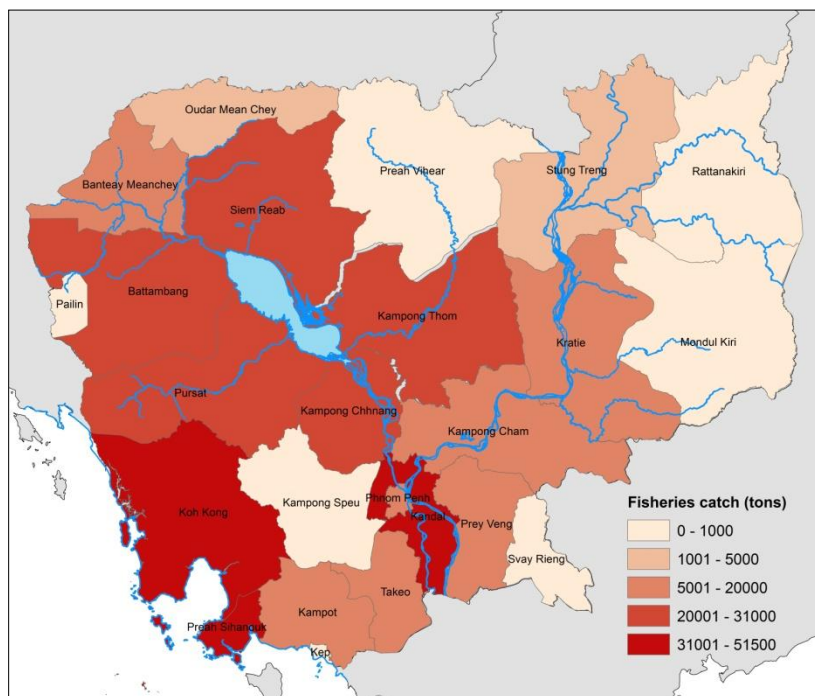 Oudar Mean Chey
Banteay Meanchey
Siem Reab
Preah Vihear
Stung Treng
Rattanakiri
Pailin
Battambang
Kampong Thom
Kratie
Mondul Kiri
Pursat
Kampong Chhnang
Kampong Cham
Koh Kong
Kampong Speu
Phnom Penh
Kandal
Prey Veng
Svay Rieng
Takeo
Kampot
Preah Sihanouk
Kep
Fisheries catch (tons)
0 - 1000
1001 - 5000
5001 - 20000
20001 - 31000
31001 - 51500